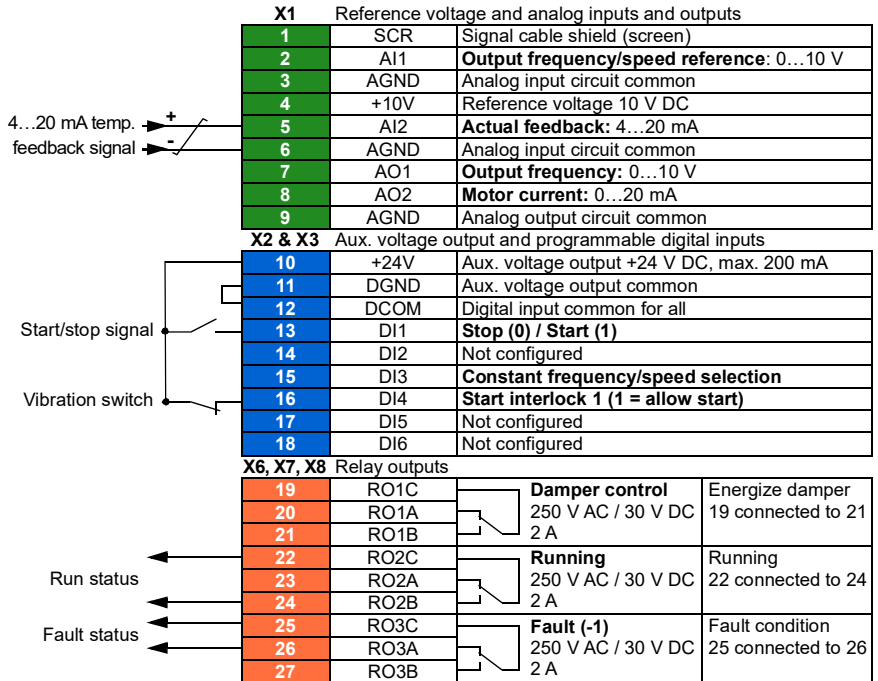 X1 Reference voltage and analog inputs and outputs
1 SCR Signal cable shield (screen)
2 AI1 Output frequency/speed reference: 0…10 V
3 AGND Analog input circuit common
4 +10V Reference voltage 10 V DC
4…20 mA temp. + 5 AI2 Actual feedback: 4…20 mA
feedback signal - 6 AGND Analog input circuit common
7 AO1 Output frequency: 0…10 V
8 AO2 Motor current: 0…20 mA
9 AGND Analog output circuit common
X2 & X3 Aux. voltage output and programmable digital inputs
10 +24V Aux. voltage output +24 V DC, max. 200 mA
11 DGND Aux. voltage output common
12 DCOM Digital input common for all
Start/stop signal 13 DI1 Stop (0) / Start (1)
14 DI2 Not configured
15 DI3 Constant frequency/speed selection
Vibration switch 16 DI4 Start interlock 1 (1 = allow start)
17 DI5 Not configured
18 DI6 Not configured
X6, X7, X8 Relay outputs
19 RO1C Damper control Energize damper
20 RO1A 250 V AC / 30 V DC 19 connected to 21
21 RO1B 2 A
22 RO2C Running Running
Run status 23 RO2A 250 V AC / 30 V DC 22 connected to 24
24 RO2B 2 A
25 RO3C Fault (-1) Fault condition
Fault status 26 RO3A 250 V AC / 30 V DC 25 connected to 26
27 RO3B 2 A